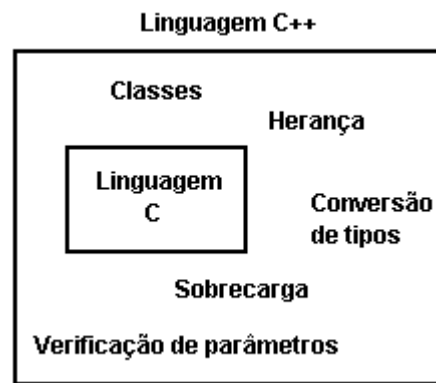 Linguagem C++
Classes
Herança
Linguagem
C
Conversão
de tipos
Sobrecarga
Verificação de parâmetros